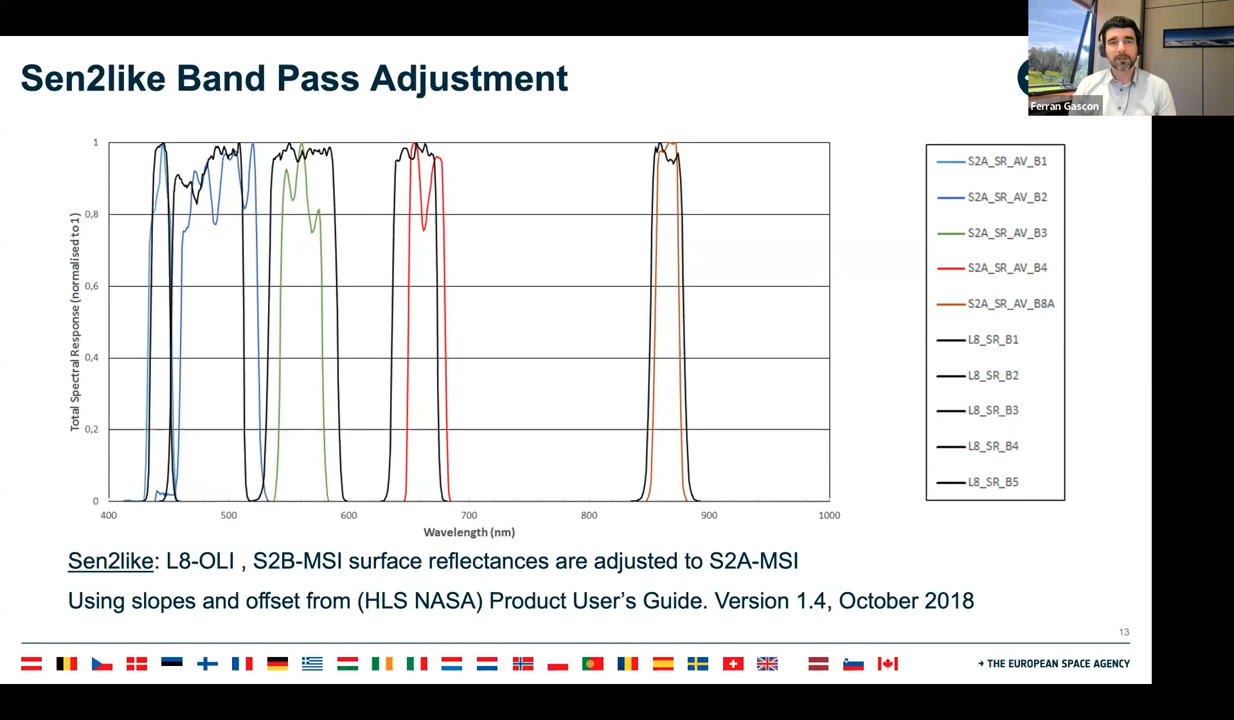 Sen2like Band Pass Adjustment
Ferran Gascon
Total Spectral Response (normalised to 1)
1
0,8
0,6
0,4
0,2
0
400
500
600
700
800
900
1000
Wavelength (nm)
S2A_SR_AV_B1
S2A_SR_AV_B2
S2A_SR_AV_B3
S2A_SR_AV_B4
S2A_SR_AV_B8A
L8_SR_B1
L8_SR_B2
L8_SR_B3
L8_SR_B4
L8_SR_B5
Sen2like: L8-OLI , S2B-MSI surface reflectances are adjusted to S2A-MSI
Using slopes and offset from (HLS NASA) Product User’s Guide. Version 1.4, October 2018
13
→ THE EUROPEAN SPACE AGENCY